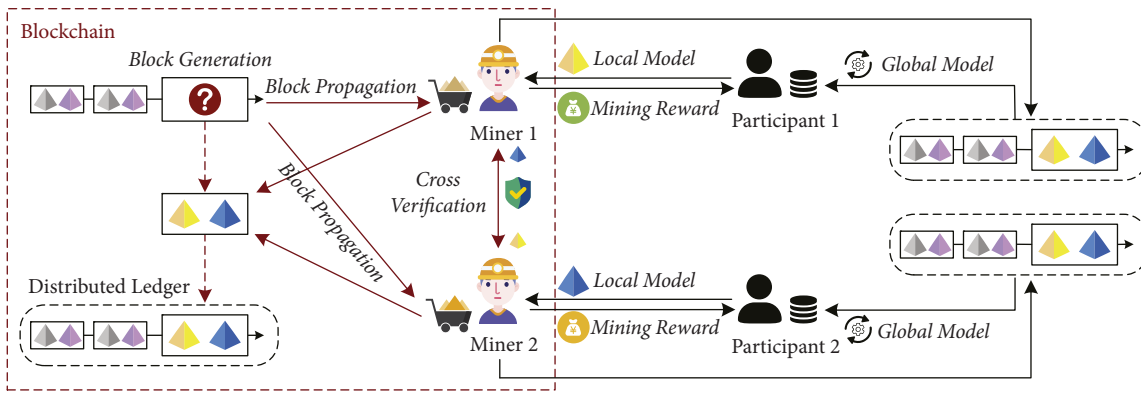 Blockchain
Block Generation
Block Propagation
Miner 1
Local Model
Mining Reward
Participant 1
Global Model
Block Propagation
Cross
Verification
Distributed Ledger
Miner 2
Local Model
Mining Reward
Participant 2
Global Model